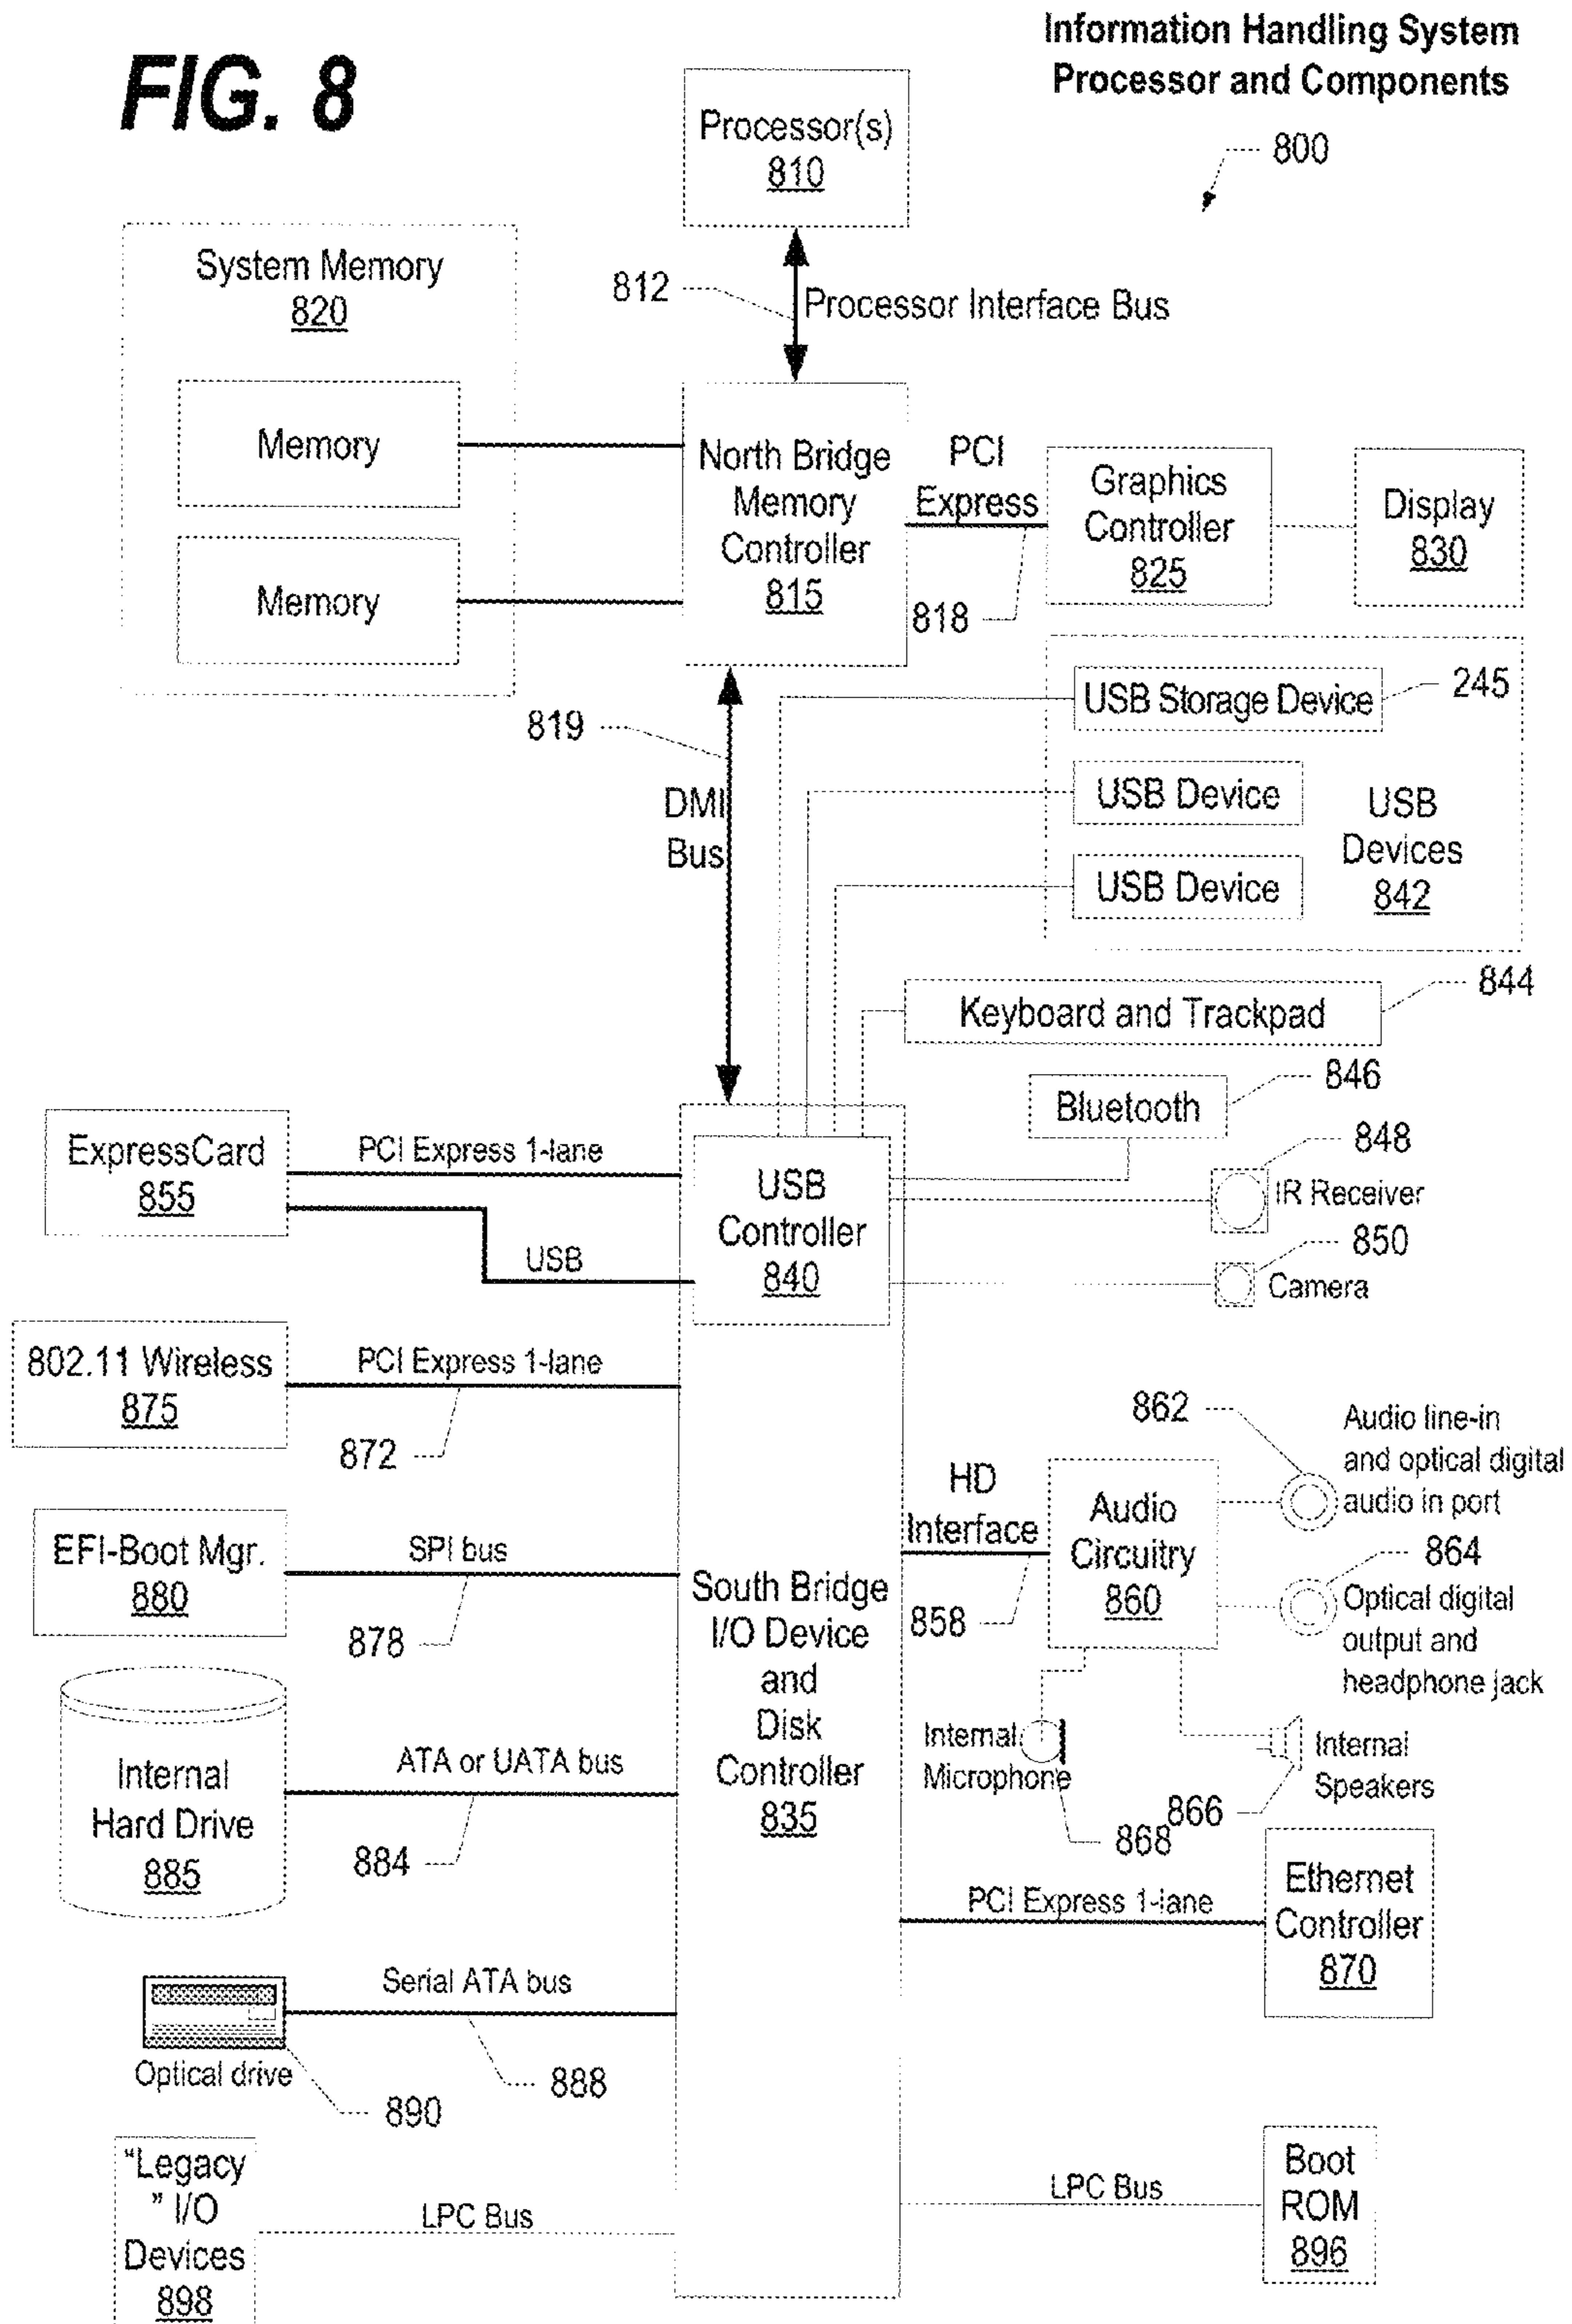 FIG. 8
Information Handling System
Processor and Components
800
Processor(s)
810
812
Processor Interface Bus
System Memory
820
Memory
Memory
North Bridge
Memory
Controller
815
PCI
Express
818
Graphics
Controller
825
Display
830
819
DMI
Bus
USB Storage Device
245
USB Device
USB Device
USB
Devices
842
Keyboard and Trackpad
844
Bluetooth
846
848
IR Receiver
850
Camera
ExpressCard
855
PCI Express 1-lane
USB
USB
Controller
840
802.11 Wireless
875
PCI Express 1-lane
872
EFI-Boot Mgr.
880
SPI bus
878
Internal
Hard Drive
885
ATA or UATA bus
884
South Bridge
I/O Device
and
Disk
Controller
835
HD
Interface
858
Audio
Circuitry
860
862
Audio line-in
and optical digital
audio in port
864
Optical digital
output and
headphone jack
Internal
Microphone
868
866
Internal
Speakers
PCI Express 1-lane
Ethernet
Controller
870
Serial ATA bus
888
Optical drive
890
"Legacy
" I/O
Devices
898
LPC Bus
LPC Bus
Boot
ROM
896